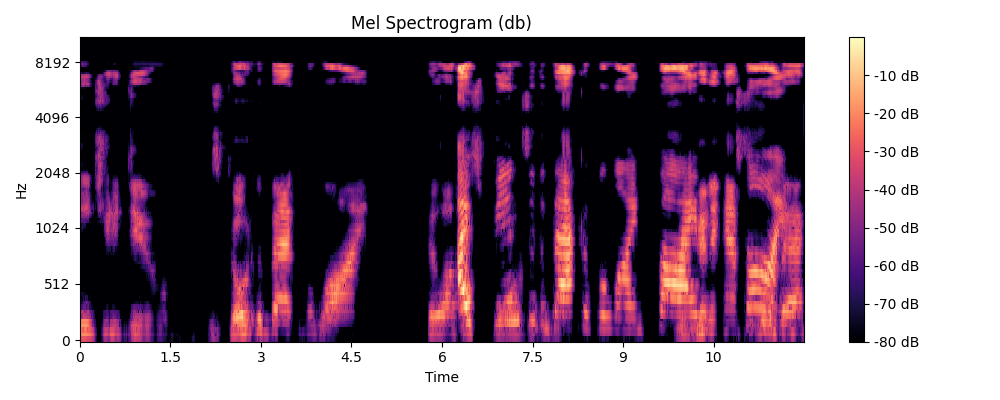 Mel Spectrogram (db)
8192
4096
2048
1024
512
0
Hz
0 1.5 3 4.5 6 7.5 9 10
Time
-10 dB
-20 dB
-30 dB
-40 dB
-50 dB
-60 dB
-70 dB
-80 dB